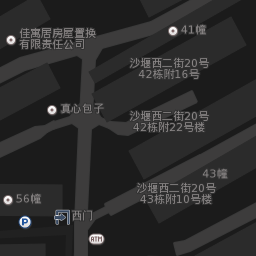 41幢
佳寓居房屋置换
有限责任公司
沙堰西二街20号
42栋附16号
真心包子
沙堰西二街20号
42栋附22号楼
43幢
沙堰西二街20号
43栋附10号楼
56幢
西门
P
ATM